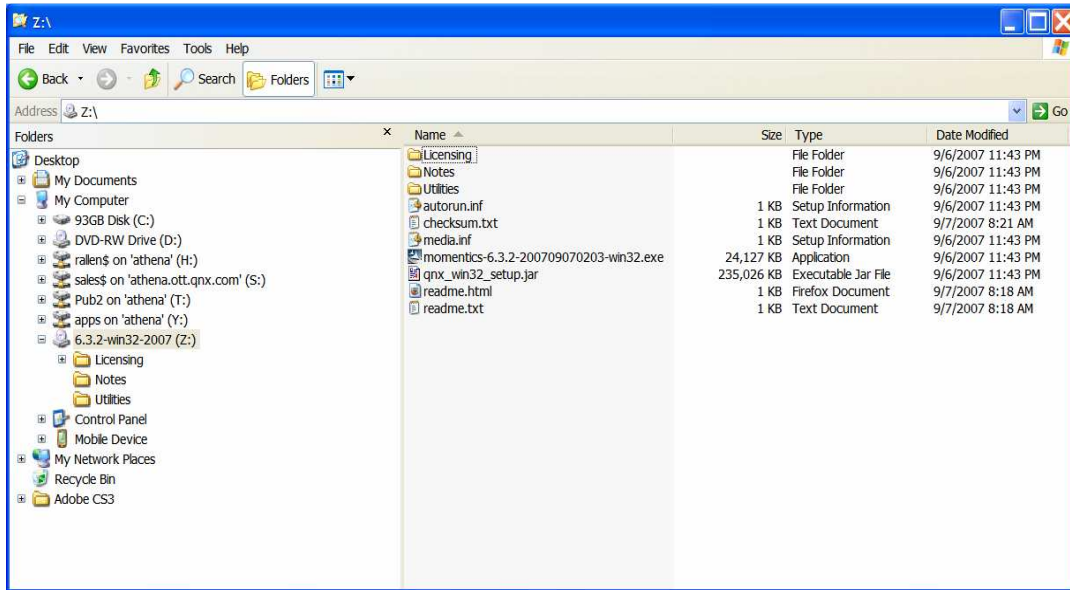 Z:\
File Edit View Favorites Tools Help
Back Search Folders
Address Z:\ Go
Folders x
Desktop
My Documents
My Computer
93GB Disk (C:)
DVD-RW Drive (D:)
rallen$ on 'athena' (H:)
sales$ on 'athena.ott.qnx.com' (S:)
Pub2 on 'athena' (T:)
apps on 'athena' (Y:)
6.3.2-win32-2007 (Z:)
Licensing
Notes
Utilities
Control Panel
Mobile Device
My Network Places
Recycle Bin
Adobe CS3
Name Size Type Date Modified
Licensing File Folder 9/6/2007 11:43 PM
Notes File Folder 9/6/2007 11:43 PM
Utilities File Folder 9/6/2007 11:43 PM
autorun.inf 1 KB Setup Information 9/6/2007 11:43 PM
checksum.txt 1 KB Text Document 9/7/2007 8:21 AM
media.inf 1 KB Setup Information 9/6/2007 11:43 PM
momentics-6.3.2-200709070203-win32.exe 24,127 KB Application 9/6/2007 11:43 PM
qnx_win32_setup.jar 235,026 KB Executable Jar File 9/6/2007 11:43 PM
readme.html 1 KB Firefox Document 9/7/2007 8:18 AM
readme.txt 1 KB Text Document 9/7/2007 8:18 AM